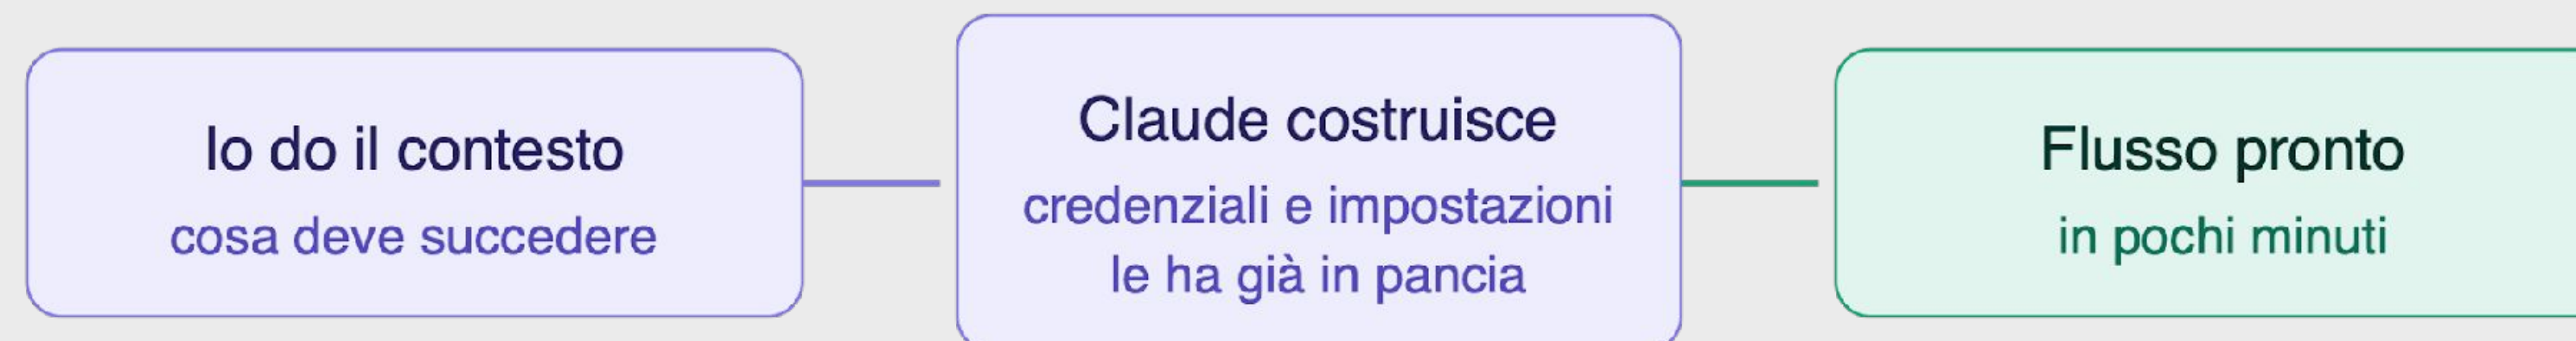 Io do il contesto
cosa deve succedere
Claude costruisce
credenziali e impostazioni
le ha già in pancia
Flusso pronto
in pochi minuti